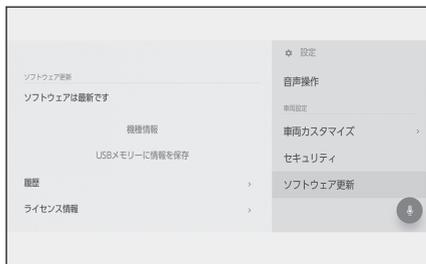 ソフトウェア更新
ソフトウェアは最新です
機種情報
USBメモリーに情報を保存
履歴
ライセンス情報
設定
音声操作
車両設定
車両カスタマイズ
セキュリティ
ソフトウェア更新